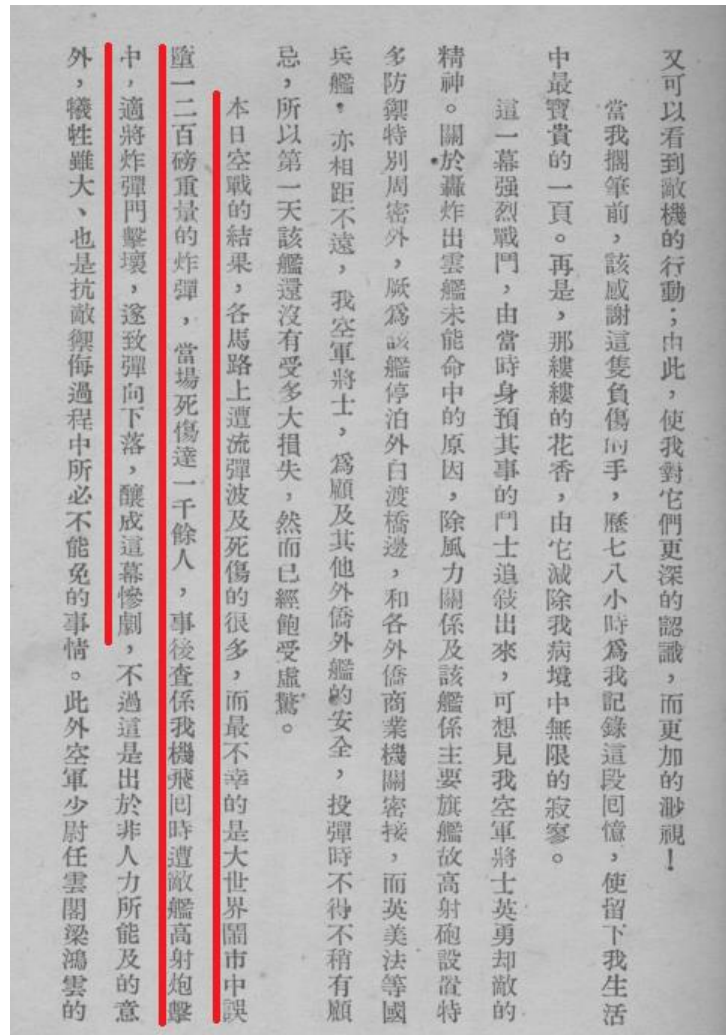 又可以看到敵機的行動；由此，使我對它們更深的認識，而更加的渺視！
當我擱筆前，該感謝這隻負傷的手，歷七八小時爲我記錄這段囘憶，使留下我生活
中最寶貴的一頁。再是，那縷縷的花香，由它減除我病境中無限的寂寥。
這一幕强烈戰鬥，由當時身預其事的鬥士追敍出來，可想見我空軍將士英勇却敵的
精神。關於轟炸出雲艦未能命中的原因，除風力關係及該艦係主要旗艦故高射砲設置特
多防禦特別周密外，厥爲該艦停泊外白渡橋邊，和各外僑商業機關密接，而英美法等國
兵艦，亦相距不遠，我空軍將士，爲顧及其他外僑外艦的安全，投彈時不得不稍有顧
忌，所以第一天該艦還沒有受多大損失，然而已經飽受虛驚。
本日空戰的結果，各馬路上遭流彈波及死傷的很多，而最不幸的是大世界鬧市中誤
墮一二百磅重量的炸彈，當場死傷達一千餘人，事後查係我機飛囘時遭敵艦高射炮擊
中，適將炸彈門擊壞，遂致彈向下落，釀成這幕慘劇，不過這是出於非人力所能及的意
外，犧牲雖大、也是抗敵禦侮過程中所必不能免的事情。此外空軍少尉任雲閣梁鴻雲的